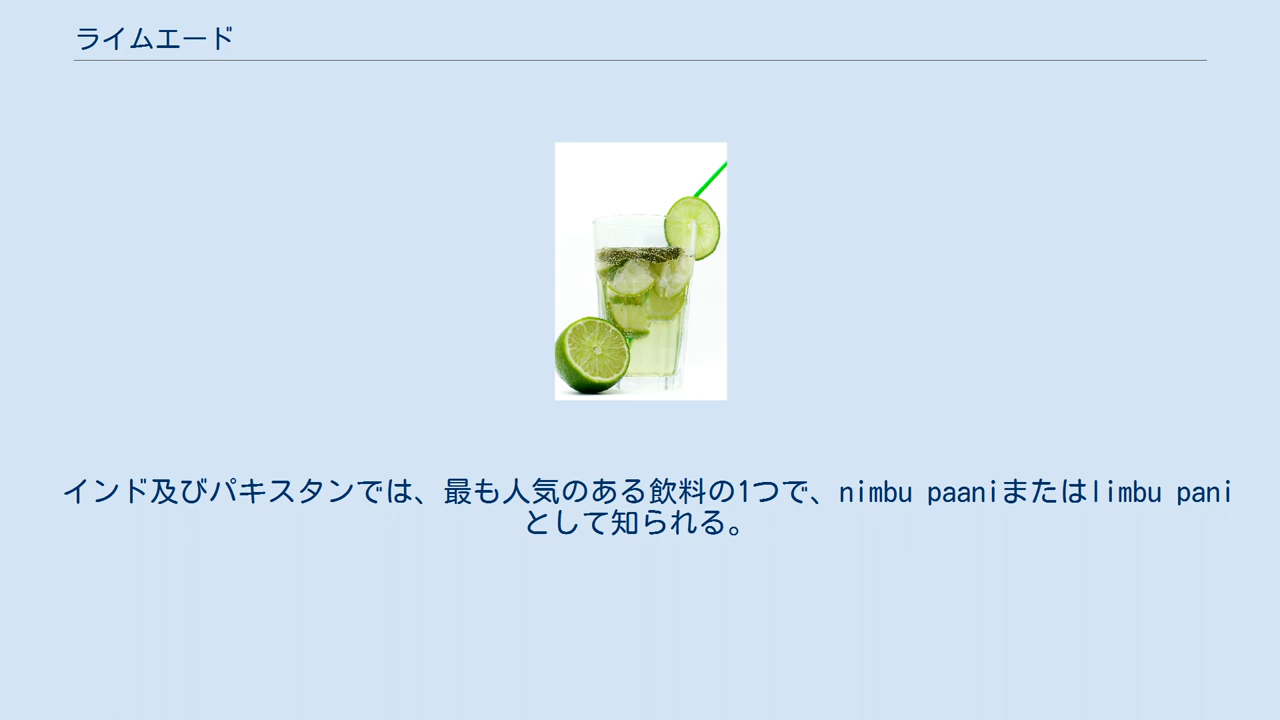 ライムエード
インド及びパキスタンでは、最も人気のある飲料の1つで、nimbu paaniまたはlimbu pani
として知られる。